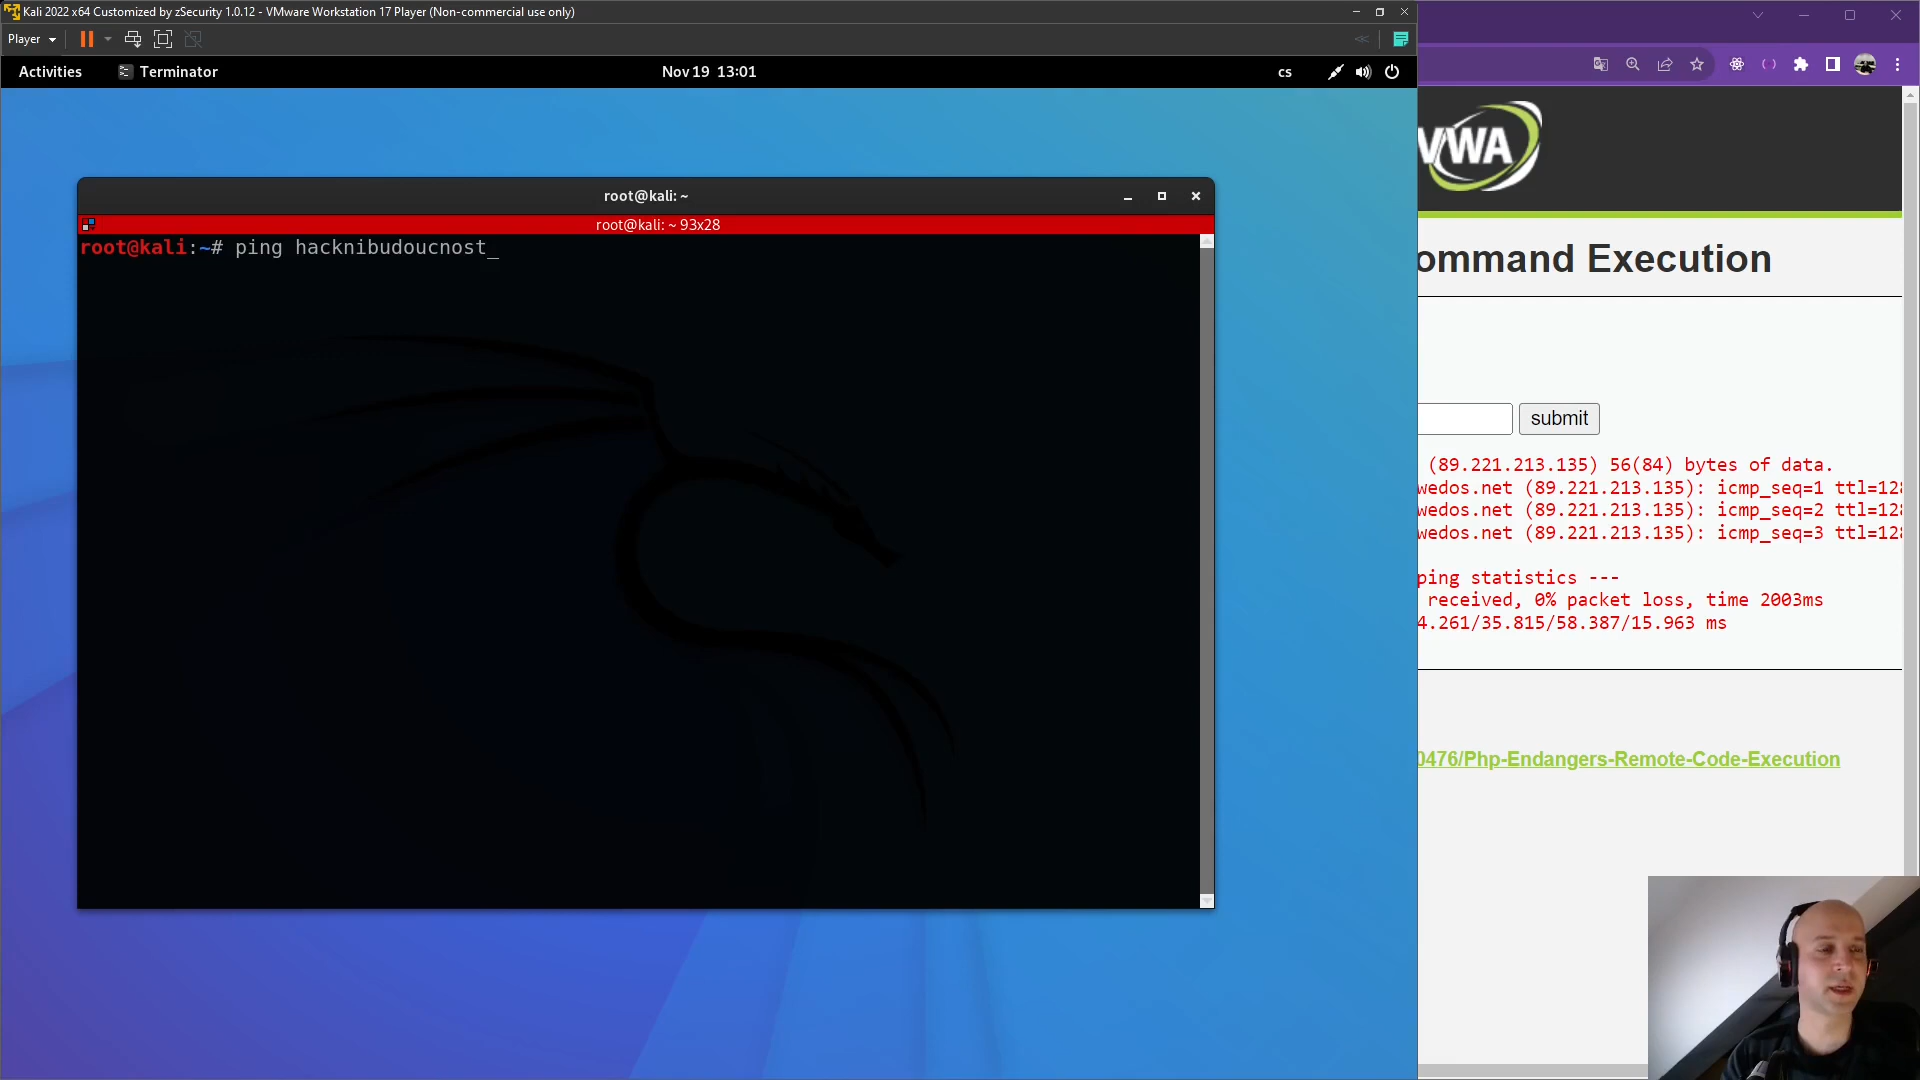 Kali 2022 x64 Customized by zSecurity 1.0.12 - VMware Workstation 17 Player (Non-commercial use only)
Player
Activities
Terminator
Nov 19 13:01
cs
root@kali: ~
root@kali: ~ 93x28
root@kali:~# ping hacknibudoucnost_
VWA
ommand Execution
submit
(89.221.213.135) 56(84) bytes of data.
wedos.net (89.221.213.135): icmp_seq=1 ttl=128
wedos.net (89.221.213.135): icmp_seq=2 ttl=128
wedos.net (89.221.213.135): icmp_seq=3 ttl=128
ping statistics ---
received, 0% packet loss, time 2003ms
4.261/35.815/58.387/15.963 ms
0476/Php-Endangers-Remote-Code-Execution